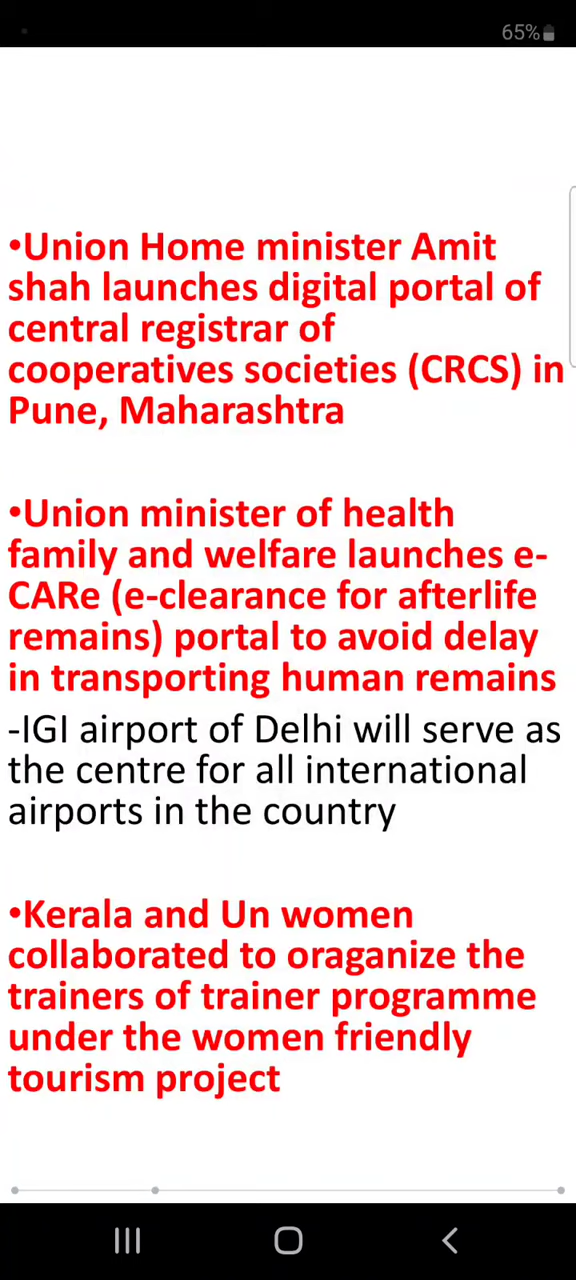 65%
•Union Home minister Amit
shah launches digital portal of
central registrar of
cooperatives societies (CRCS) in
Pune, Maharashtra
•Union minister of health
family and welfare launches e-
CARe (e-clearance for afterlife
remains) portal to avoid delay
in transporting human remains
-IGI airport of Delhi will serve as
the centre for all international
airports in the country
•Kerala and Un women
collaborated to oraganize the
trainers of trainer programme
under the women friendly
tourism project